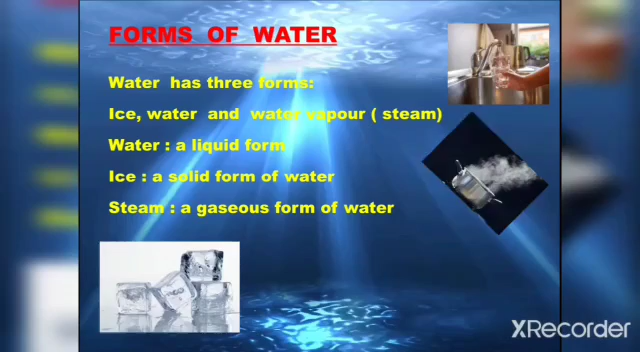 FORMS OF WATER
Water has three forms:
Ice, water and water vapour ( steam)
Water : a liquid form
Ice : a solid form of water
Steam : a gaseous form of water
XRecorder